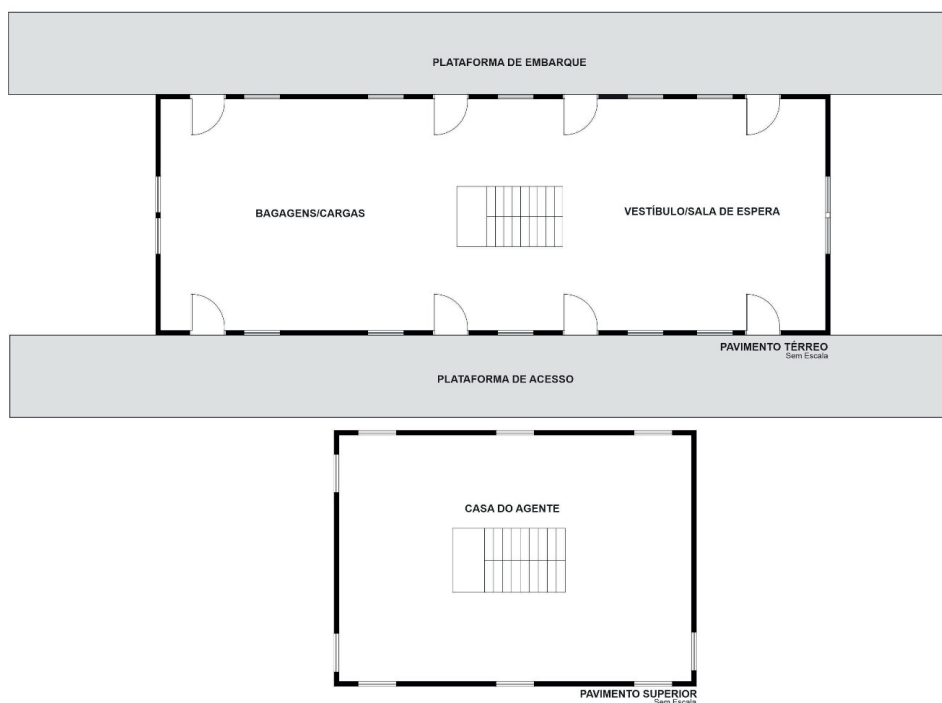 PLATAFORMA DE EMBARQUE
BAGAGENS/CARGAS
VESTÍBULO/SALA DE ESPERA
PAVIMENTO TÉRREO
Sem Escala
PLATAFORMA DE ACESSO
CASA DO AGENTE
PAVIMENTO SUPERIOR
Sem Escala